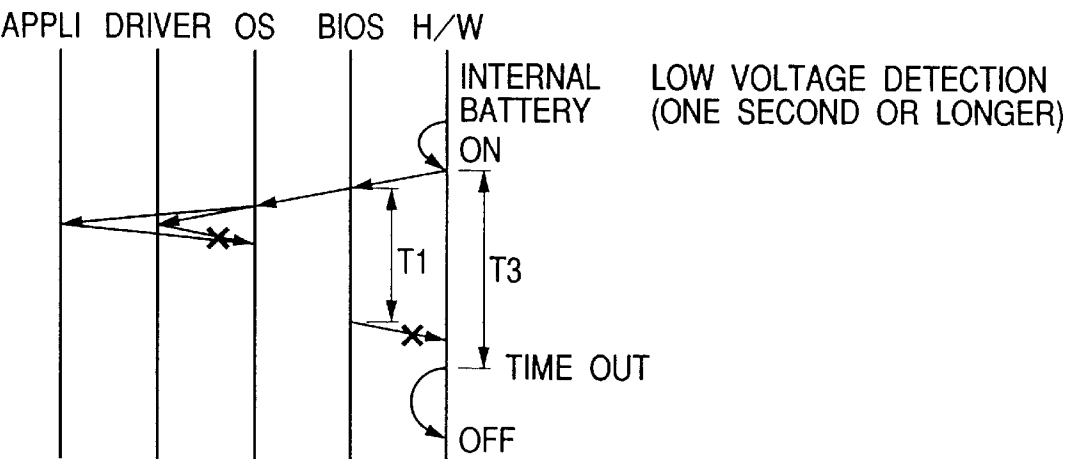 APPLI DRIVER OS BIOS H/W
INTERNAL BATTERY
LOW VOLTAGE DETECTION
(ONE SECOND OR LONGER)
ON
T1
T3
TIME OUT
OFF